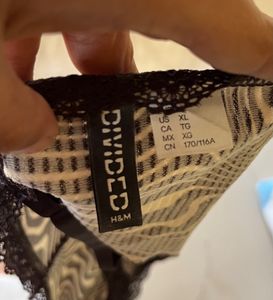 DIVIDED
H&M
US XL
CA TG
MX XG
CN 170/116A